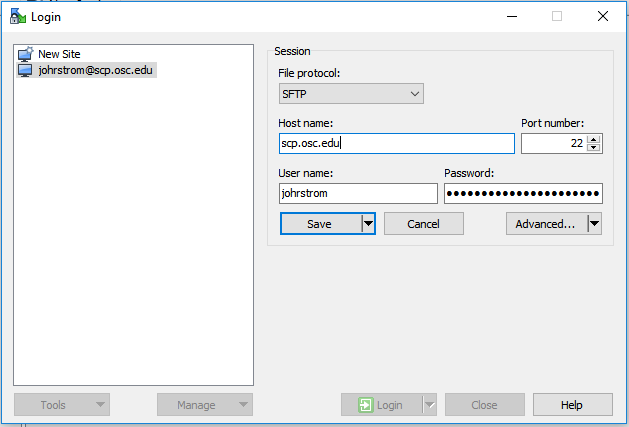 Login
New Site
johrstrom@scp.osc.edu
Session
File protocol:
SFTP
Host name: Port number:
scp.osc.edu 22
User name: Password:
johrstrom ●●●●●●●●●●●●●●●●●●●●●●
Save Cancel Advanced...
Tools Manage Login Close Help